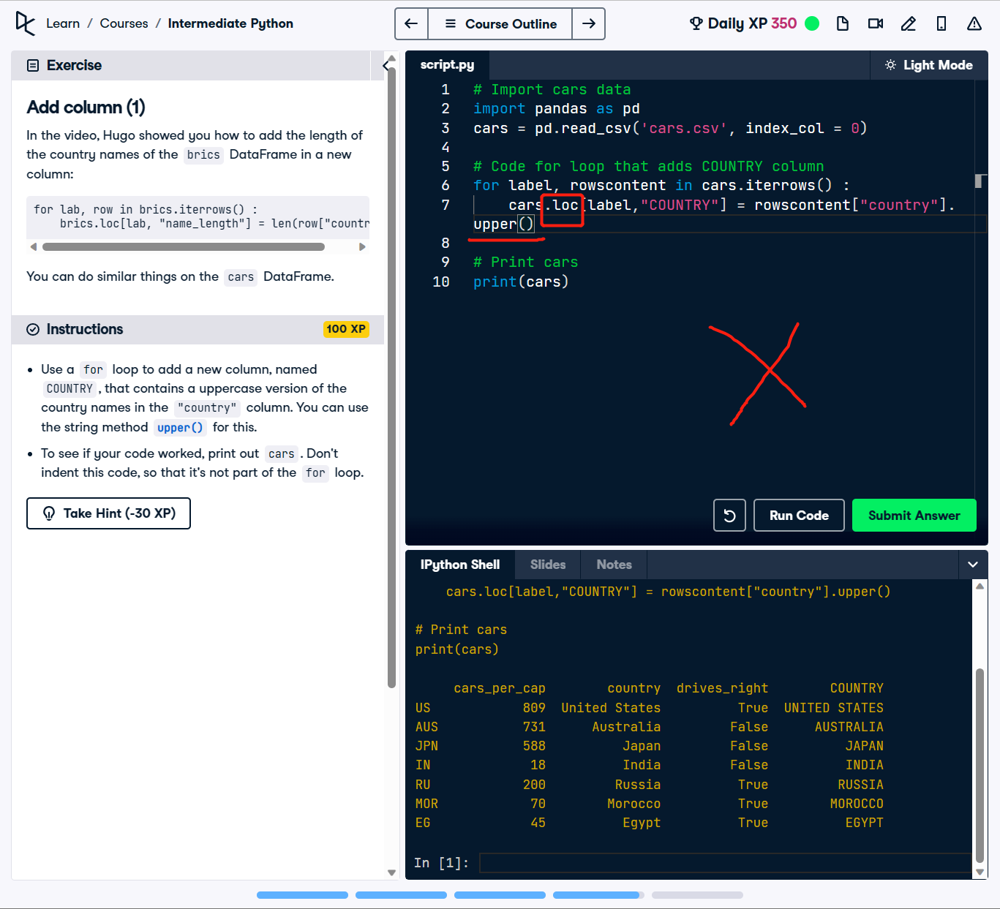 Learn / Courses / Intermediate Python
Course Outline
Daily XP 350
Exercise
Add column (1)
In the video, Hugo showed you how to add the length of
the country names of the brics DataFrame in a new
column:
for lab, row in brics.iterrows() :
    brics.loc[lab, "name_length"] = len(row["countr
You can do similar things on the cars DataFrame.
Instructions
100 XP
• Use a for loop to add a new column, named
COUNTRY, that contains a uppercase version of the
country names in the "country" column. You can use
the string method upper() for this.
• To see if your code worked, print out cars. Don't
indent this code, so that it's not part of the for loop.
Take Hint (-30 XP)
script.py
Light Mode
1 # Import cars data
2 import pandas as pd
3 cars = pd.read_csv('cars.csv', index_col = 0)
4
5 # Code for loop that adds COUNTRY column
6 for label, rowscontent in cars.iterrows() :
7     cars.loc[label,"COUNTRY"] = rowscontent["country"].
upper()
8
9 # Print cars
10 print(cars)
Run Code
Submit Answer
IPython Shell
Slides
Notes
    cars.loc[label,"COUNTRY"] = rowscontent["country"].upper()
# Print cars
print(cars)
cars_per_cap country drives_right COUNTRY
US 809 United States True UNITED STATES
AUS 731 Australia False AUSTRALIA
JPN 588 Japan False JAPAN
IN 18 India False INDIA
RU 200 Russia True RUSSIA
MOR 70 Morocco True MOROCCO
EG 45 Egypt True EGYPT
In [1]: